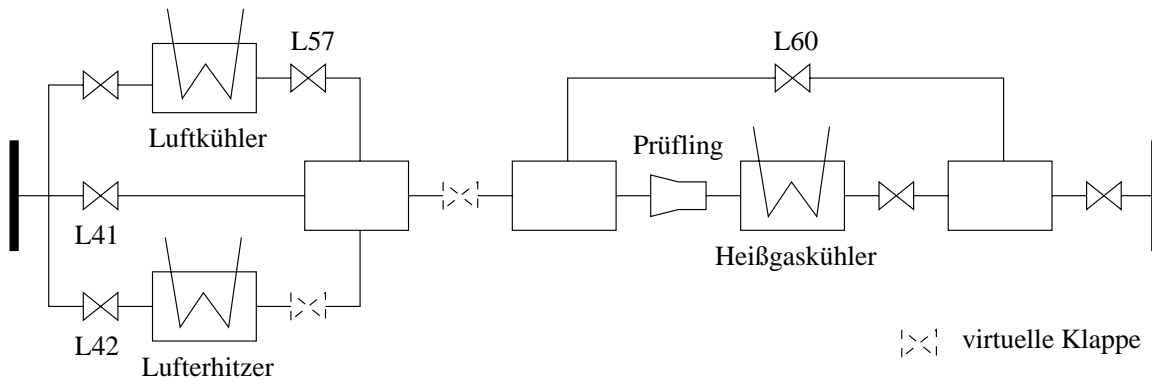 L57
L60
Luftkühler
Prüfling
L41
Heißgaskühler
L42
Lufterhitzer
virtuelle Klappe